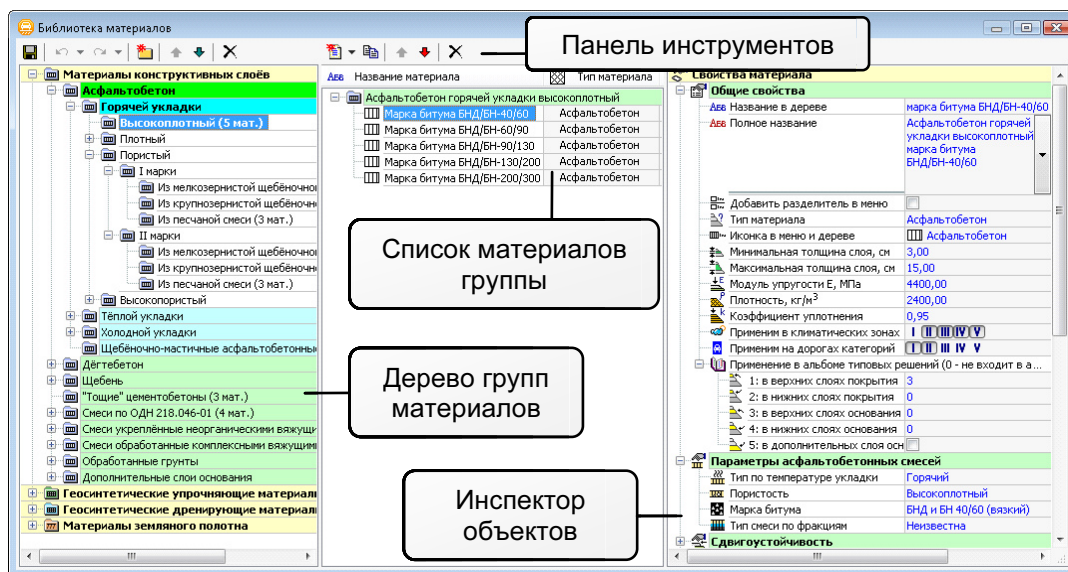 Библиотека материалов
Панель инструментов
Материалы конструктивных слоёв
Асфальтобетон
Горячей укладки
Высокоплотный (5 мат.)
Плотный
Пористый
I марки
Из мелкозернистой щебёночно
Из крупнозернистой щебёночн
Из песчаной смеси (3 мат.)
II марки
Из мелкозернистой щебёночно
Из крупнозернистой щебёночн
Из песчаной смеси (3 мат.)
Высокопористый
Тёплой укладки
Холодной укладки
Щебёночно-мастичные асфальтобетонны
Дёгтебетон
Щебень
"Тощие" цементобетоны (3 мат.)
Смеси по ОДН 218.046-01 (4 мат.)
Смеси укреплённые неорганическими вяжущи
Смеси обработанные комплексными вяжущим
Обработанные грунты
Дополнительные слои основания
Геосинтетические упрочняющие материал
Геосинтетические дренирующие материал
Материалы земляного полотна
Дерево групп
материалов
Название материала Тип материала
Асфальтобетон горячей укладки высокоплотный
Марка битума БНД/БН-40/60 Асфальтобетон
Марка битума БНД/БН-60/90 Асфальтобетон
Марка битума БНД/БН-90/130 Асфальтобетон
Марка битума БНД/БН-130/200 Асфальтобетон
Марка битума БНД/БН-200/300 Асфальтобетон
Список материалов
группы
Свойства материала
Общие свойства
Название в дереве марка битума БНД/БН-40/60
Полное название Асфальтобетон горячей
укладки высокоплотный
марка битума
БНД/БН-40/60
Добавить разделитель в меню
Тип материала Асфальтобетон
Иконка в меню и дереве Асфальтобетон
Минимальная толщина слоя, см 3,00
Максимальная толщина слоя, см 15,00
Модуль упругости E, МПа 4400,00
Плотность, кг/м³ 2400,00
Коэффициент уплотнения 0,95
Применим в климатических зонах I II III IV V
Применим на дорогах категорий I II III IV V
Применение в альбоме типовых решений (0 - не входит в а...
1: в верхних слоях покрытия 3
2: в нижних слоях покрытия 0
3: в верхних слоях основания 0
4: в нижних слоях основания 0
5: в дополнительных слоя осн
Параметры асфальтобетонных смесей
Тип по температуре укладки Горячий
Пористость Высокоплотный
Марка битума БНД и БН 40/60 (вязкий)
Тип смеси по фракциям Неизвестна
Сдвигоустойчивость
Инспектор
объектов